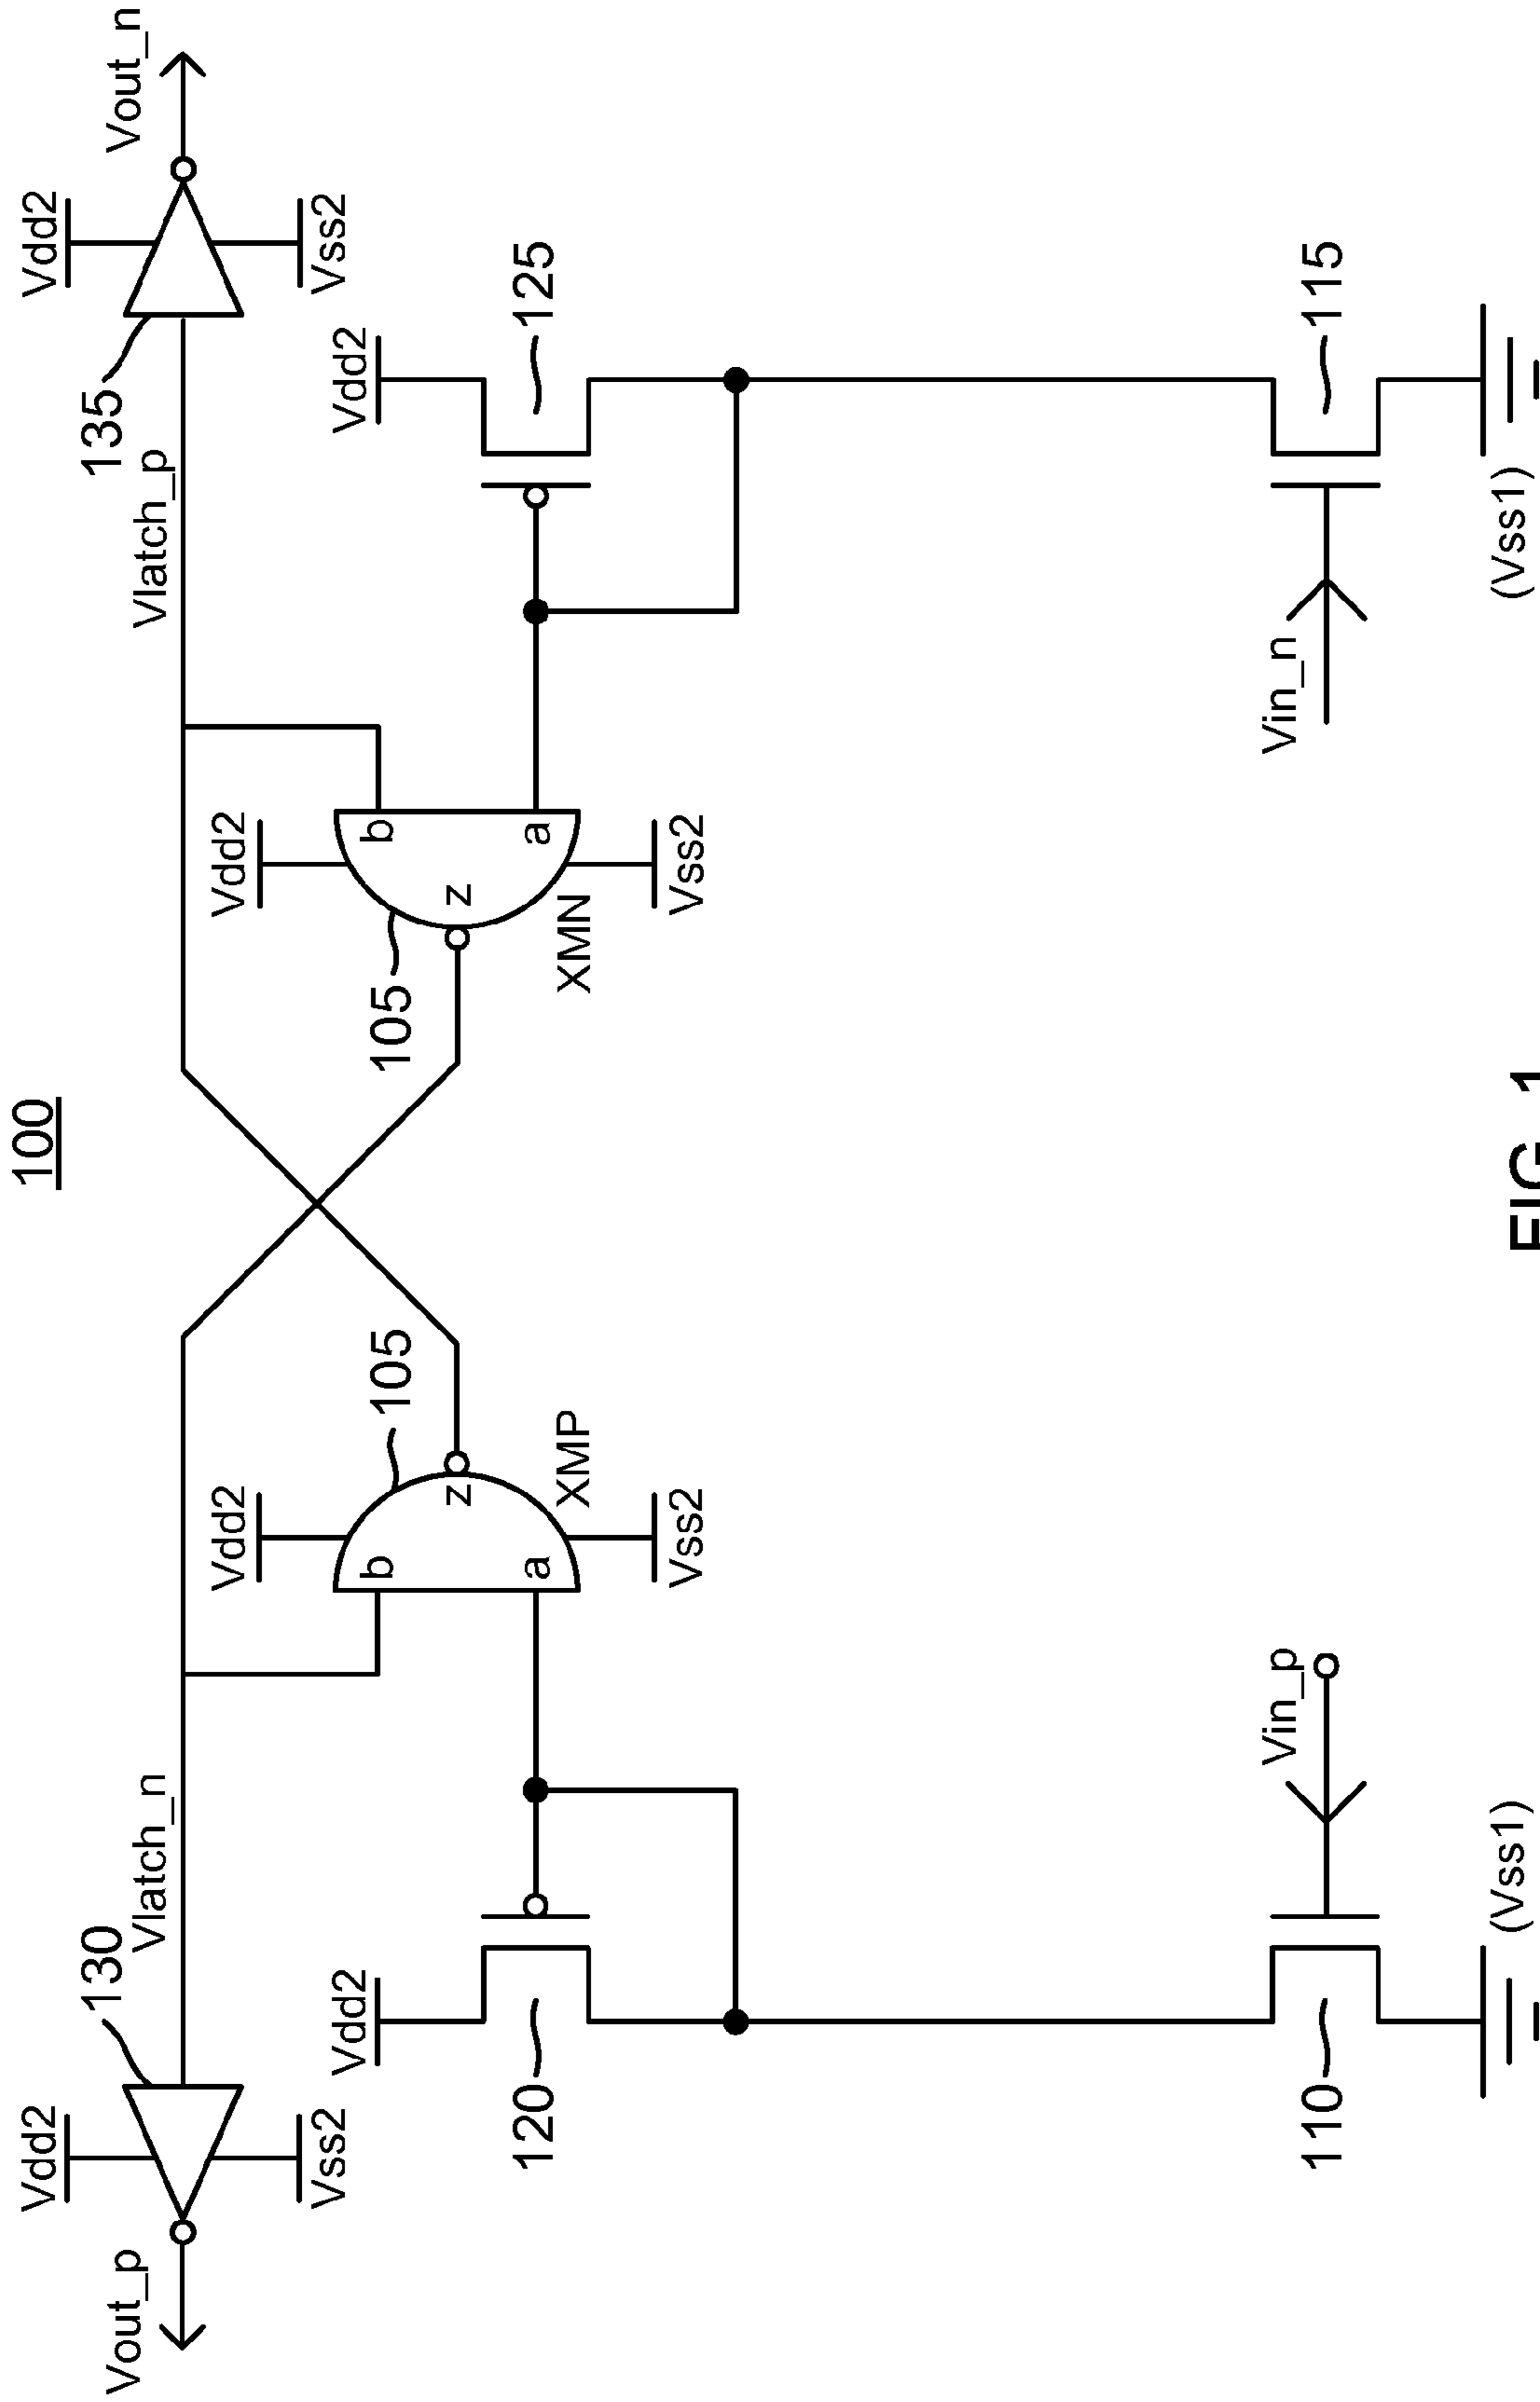 100
Vout_p
Vdd2
Vss2
130
Vlatch_n
Vlatch_p
135
Vdd2
Vss2
Vout_n
Vdd2
120
Vdd2
b
a
z
105
XMP
Vss2
105
Vdd2
b
a
z
XMN
Vss2
Vdd2
125
110
Vin_p
(Vss1)
Vin_n
115
(Vss1)
FIG. 1